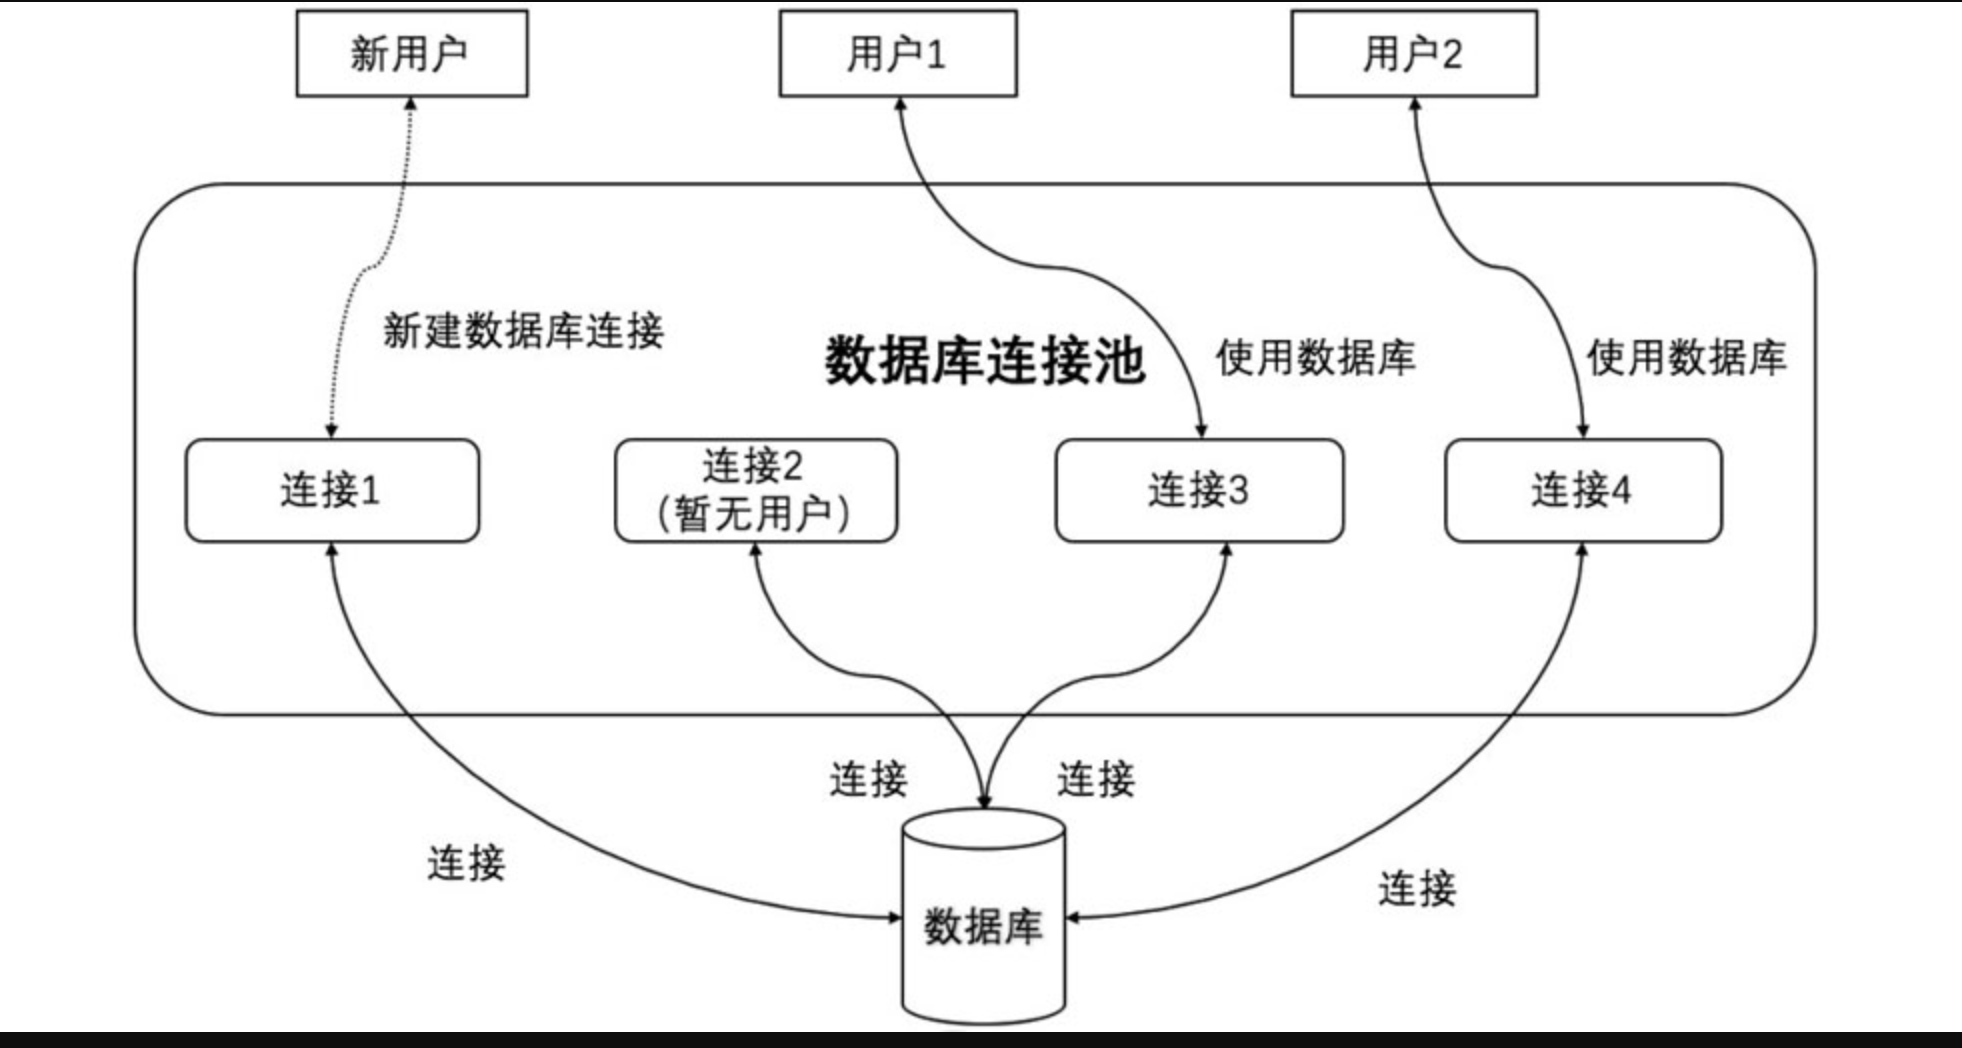 新用户
用户1
用户2
新建数据库连接
数据库连接池
使用数据库
使用数据库
连接1
连接2
（暂无用户）
连接3
连接4
连接
连接
连接
连接
数据库